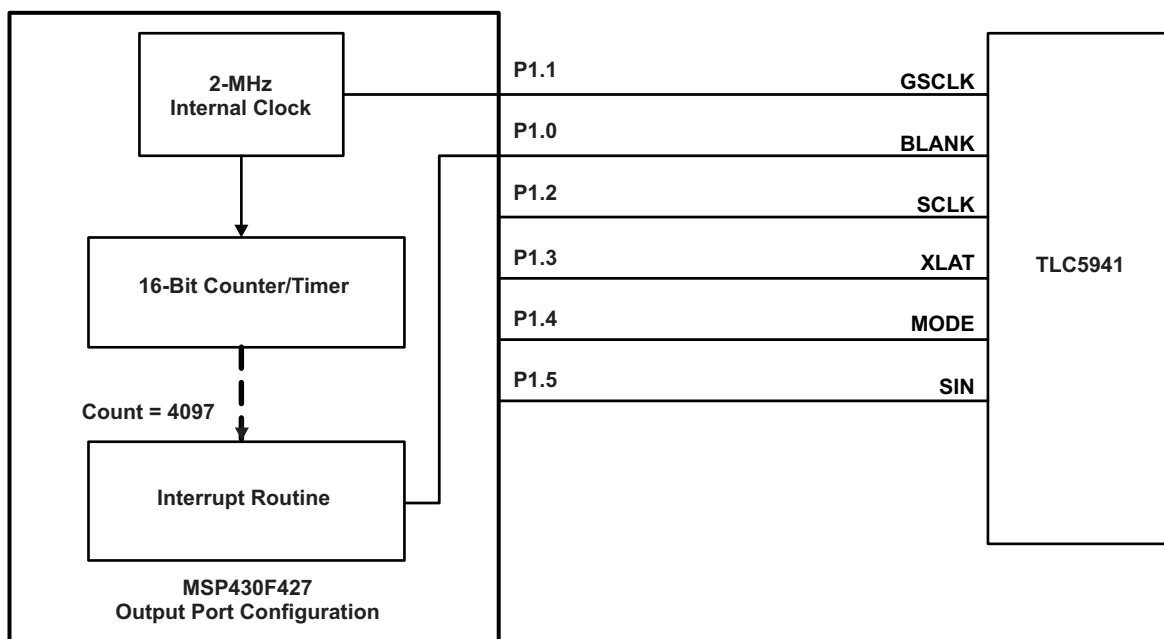 2-MHz
Internal Clock
16-Bit Counter/Timer
Count = 4097
Interrupt Routine
MSP430F427
Output Port Configuration
P1.1
GSCLK
P1.0
BLANK
P1.2
SCLK
P1.3
XLAT
P1.4
MODE
P1.5
SIN
TLC5941